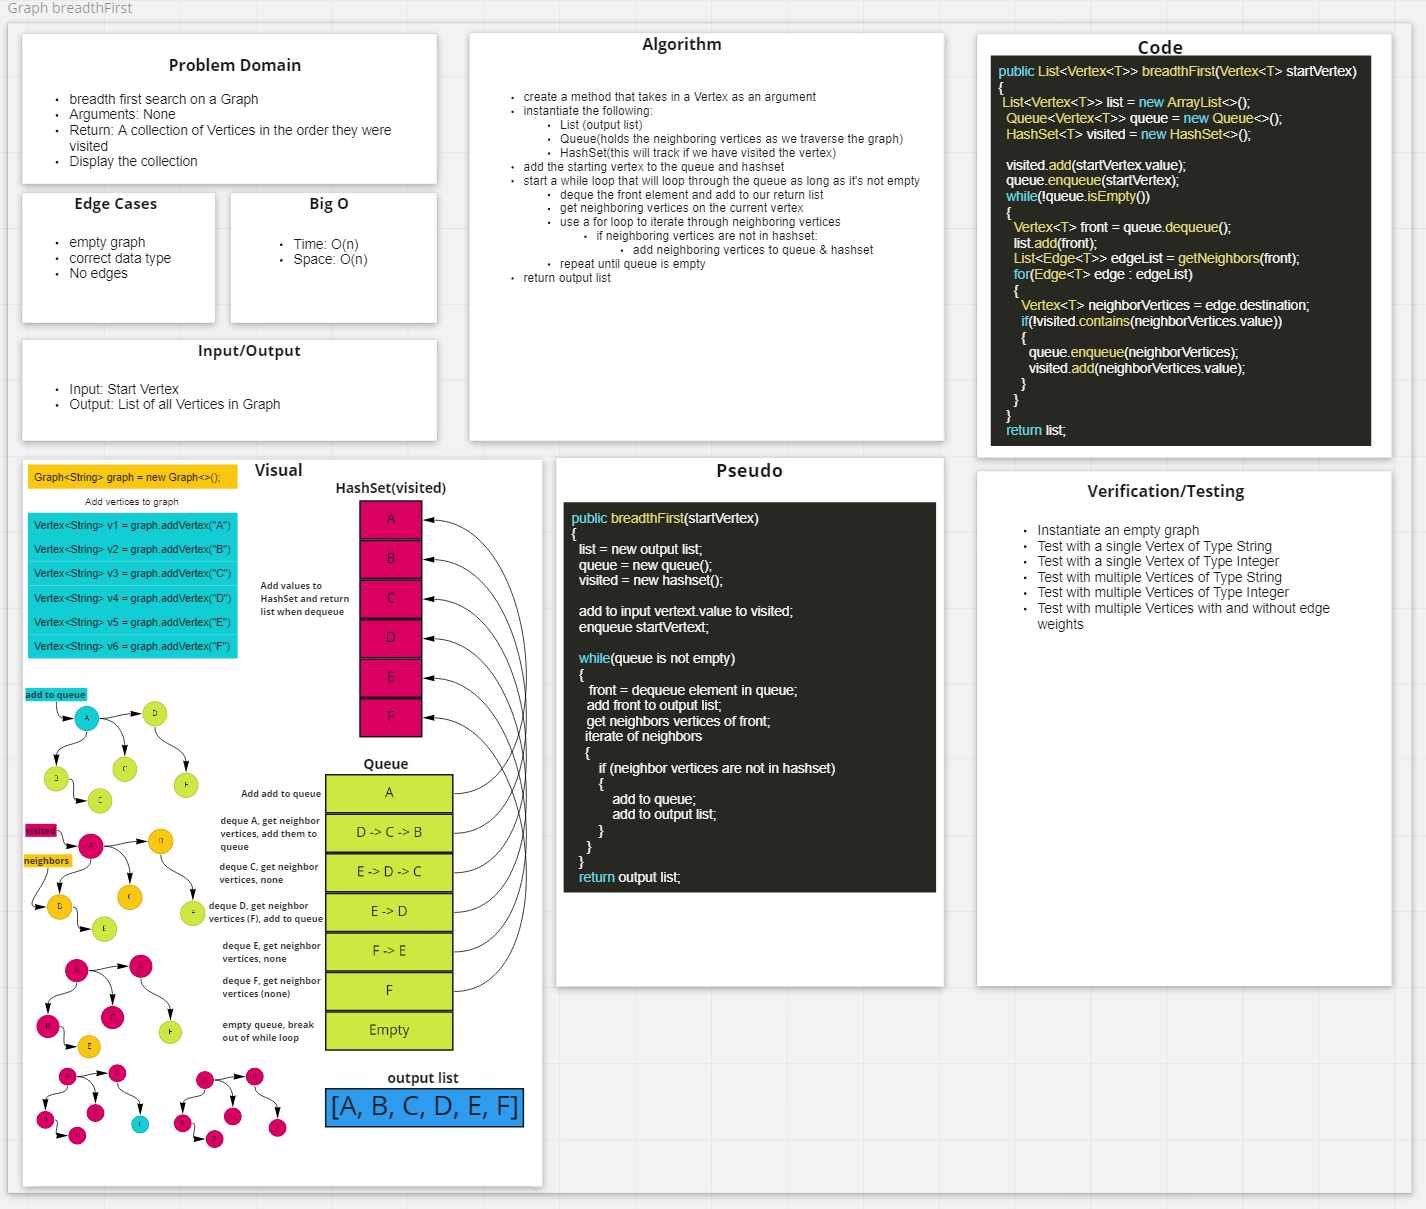 Graph breadthFirst
Problem Domain
breadth first search on a Graph
Arguments: None
Return: A collection of Vertices in the order they were
visited
Display the collection
Edge Cases
empty graph
correct data type
No edges
Big O
Time: O(n)
Space: O(n)
Input/Output
Input: Start Vertex
Output: List of all Vertices in Graph
Algorithm
create a method that takes in a Vertex as an argument
instantiate the following:
List (output list)
Queue(holds the neighboring vertices as we traverse the graph)
HashSet(this will track if we have visited the vertex)
add the starting vertex to the queue and hashset
start a while loop that will loop through the queue as long as it's not empty
deque the front element and add to our return list
get neighboring vertices on the current vertex
use a for loop to iterate through neighboring vertices
if neighboring vertices are not in hashset:
add neighboring vertices to queue & hashset
repeat until queue is empty
return output list
Code
public List<Vertex<T>> breadthFirst(Vertex<T> startVertex)
{
List<Vertex<T>> list = new ArrayList<>();
Queue<Vertex<T>> queue = new Queue<>();
HashSet<T> visited = new HashSet<>();
visited.add(startVertex.value);
queue.enqueue(startVertex);
while(!queue.isEmpty())
{
Vertex<T> front = queue.dequeue();
list.add(front);
List<Edge<T>> edgeList = getNeighbors(front);
for(Edge<T> edge : edgeList)
{
Vertex<T> neighborVertices = edge.destination;
if(!visited.contains(neighborVertices.value))
{
queue.enqueue(neighborVertices);
visited.add(neighborVertices.value);
}
}
}
return list;
Visual
Graph<String> graph = new Graph<>();
Add vertices to graph
Vertex<String> v1 = graph.addVertex("A")
Vertex<String> v2 = graph.addVertex("B")
Vertex<String> v3 = graph.addVertex("C")
Vertex<String> v4 = graph.addVertex("D")
Vertex<String> v5 = graph.addVertex("E")
Vertex<String> v6 = graph.addVertex("F")
HashSet(visited)
A
B
C
D
E
F
Add values to
HashSet and return
list when dequeue
add to queue
A
D
B
C
E
F
visited
neighbors
A
D
B
C
E
F
A
D
B
C
E
F
Queue
Add add to queue
A
deque A, get neighbor
vertices, add them to
queue
D -> C -> B
deque C, get neighbor
vertices, none
E -> D -> C
deque D, get neighbor
vertices (F), add to queue
E -> D
deque E, get neighbor
vertices, none
F -> E
deque F, get neighbor
vertices (none)
F
empty queue, break
out of while loop
Empty
output list
[A, B, C, D, E, F]
Pseudo
public breadthFirst(startVertex)
{
list = new output list;
queue = new queue();
visited = new hashset();
add to input vertext.value to visited;
enqueue startVertext;
while(queue is not empty)
{
front = dequeue element in queue;
add front to output list;
get neighbors vertices of front;
iterate of neighbors
{
if (neighbor vertices are not in hashset)
{
add to queue;
add to output list;
}
}
}
return output list;
Verification/Testing
Instantiate an empty graph
Test with a single Vertex of Type String
Test with a single Vertex of Type Integer
Test with multiple Vertices of Type String
Test with multiple Vertices of Type Integer
Test with multiple Vertices with and without edge
weights